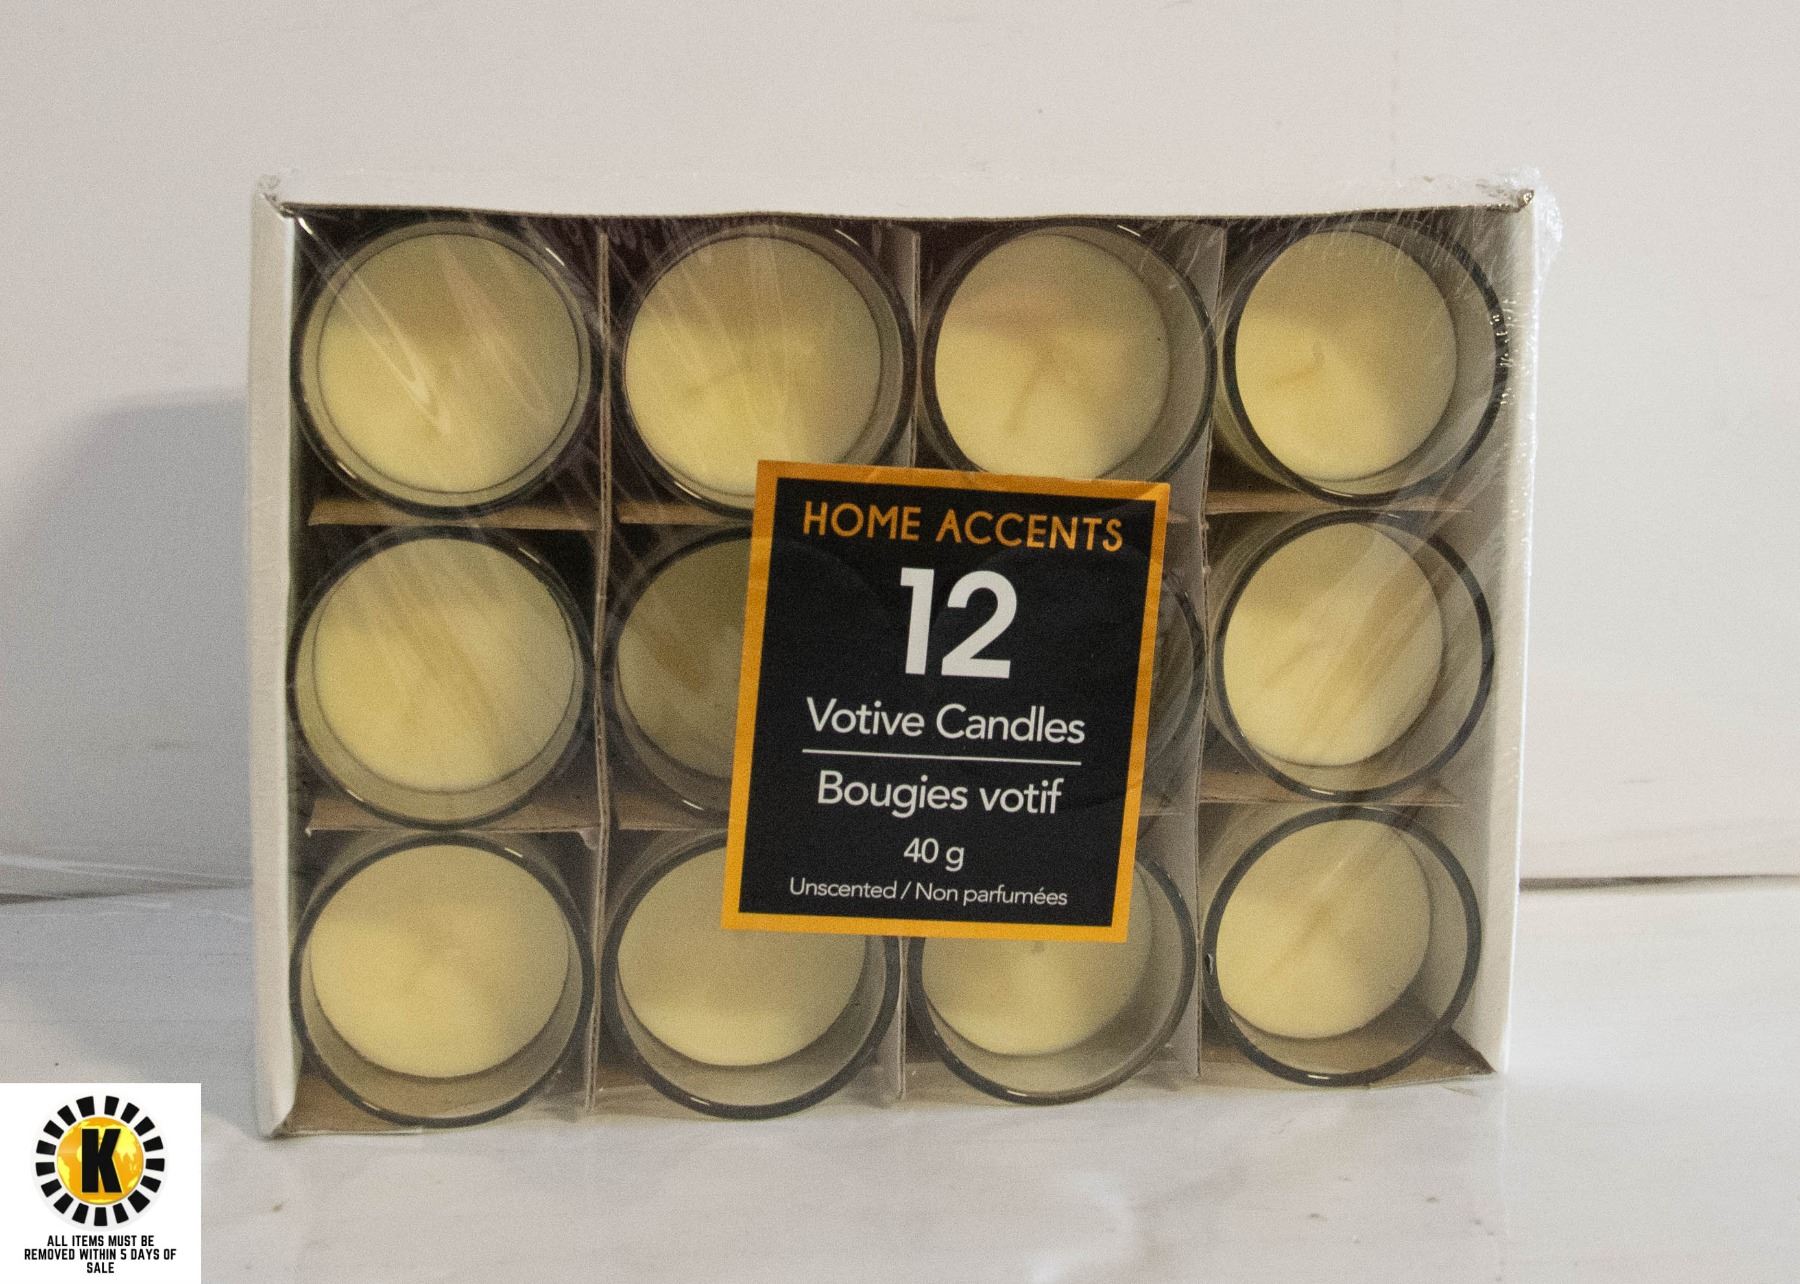 HOME ACCENTS
12
Votive Candles
Bougies votif
40 g
Unscented / Non parfumées
K
ALL ITEMS MUST BE
REMOVED WITHIN 5 DAYS OF
SALE